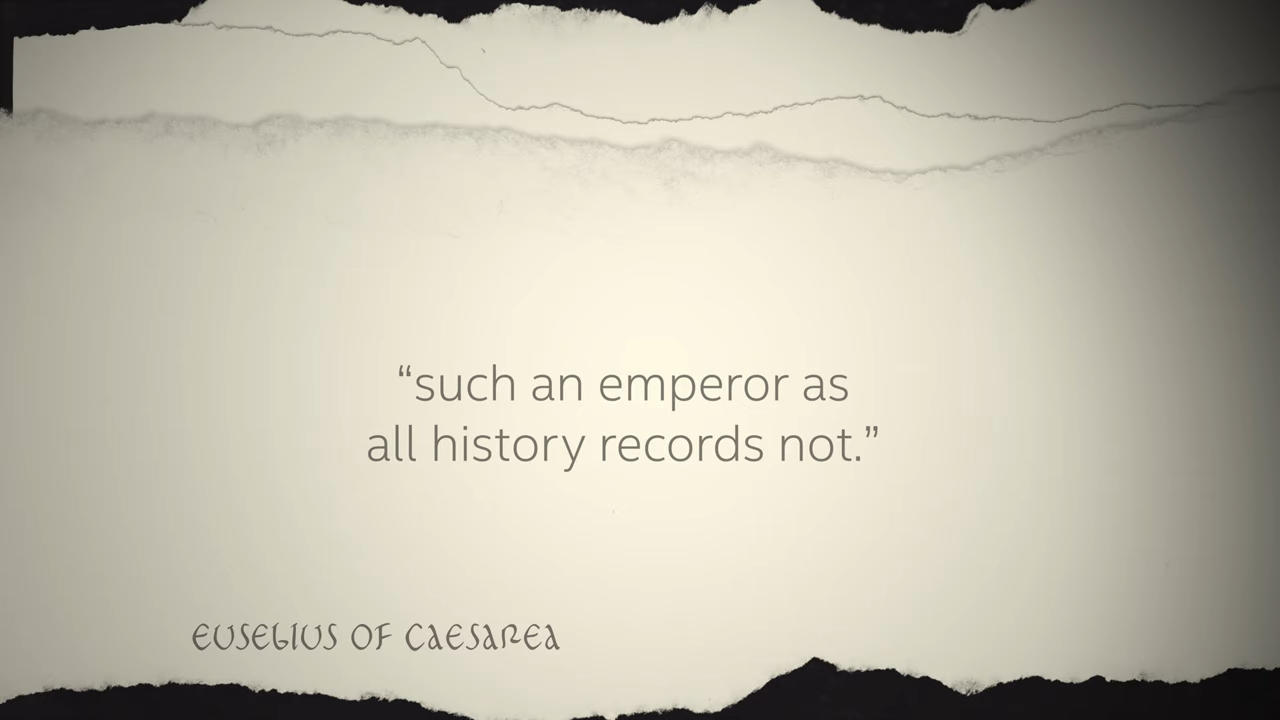 “such an emperor as
all history records not.”
EUSEBIUS OF CAESAREA